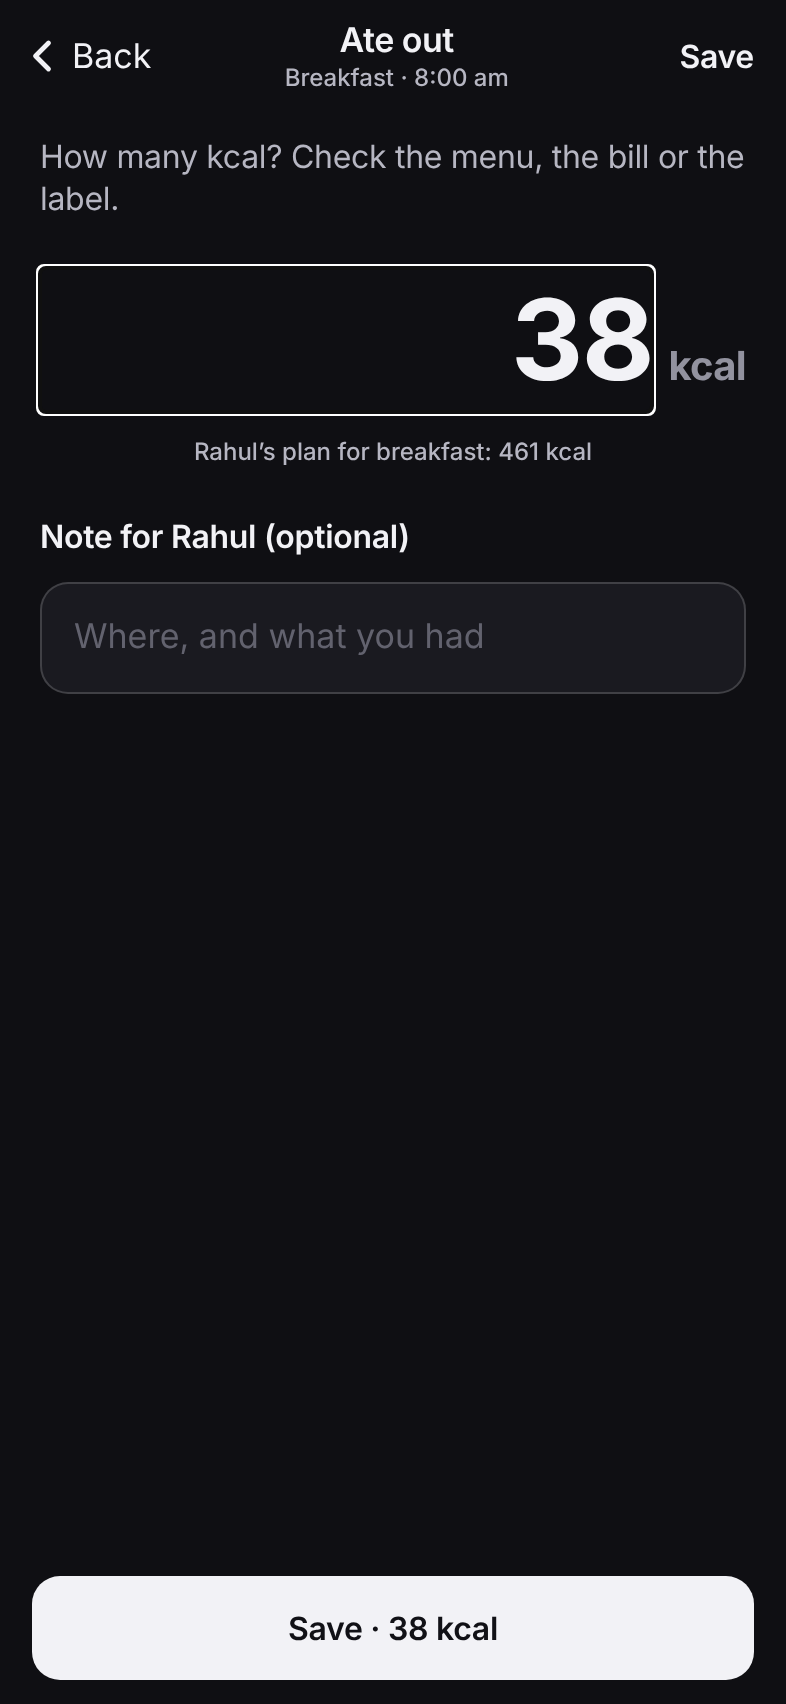 Back
Ate out
Breakfast · 8:00 am
Save
How many kcal? Check the menu, the bill or the
label.
38 kcal
Rahul’s plan for breakfast: 461 kcal
Note for Rahul (optional)
Where, and what you had
Save · 38 kcal